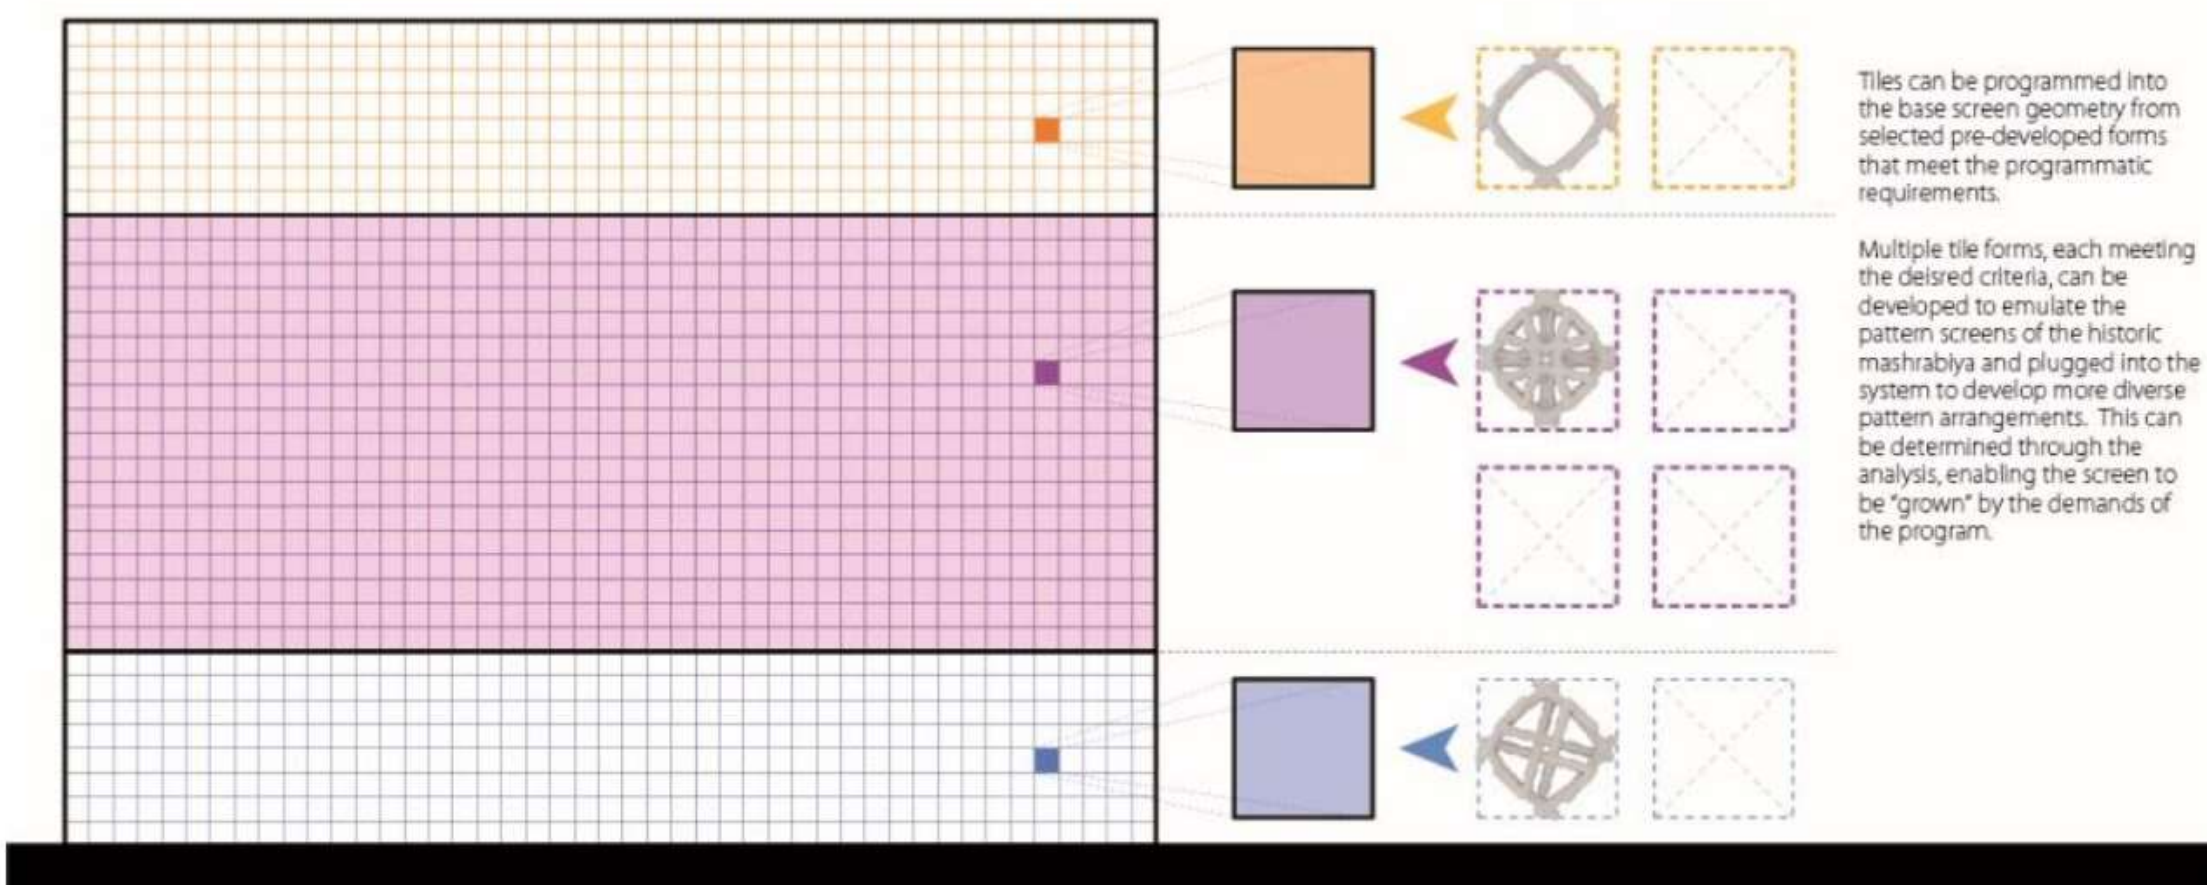 Tiles can be programmed into
the base screen geometry from
selected pre-developed forms
that meet the programmatic
requirements.
Multiple tile forms, each meeting
the deisred criteria, can be
developed to emulate the
pattern screens of the historic
mashrabiya and plugged into the
system to develop more diverse
pattern arrangements. This can
be determined through the
analysis, enabling the screen to
be "grown" by the demands of
the program.